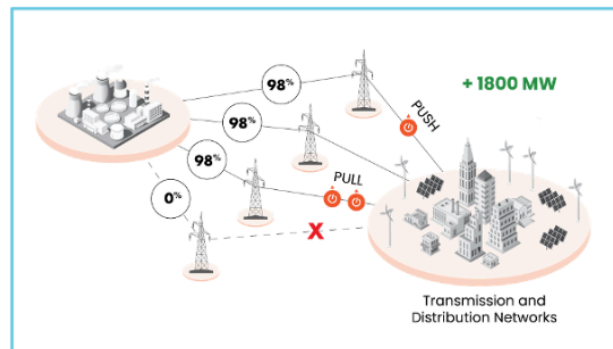 98%
+ 1800 MW
98%
PUSH
98%
PULL
0%
X
Transmission and
Distribution Networks